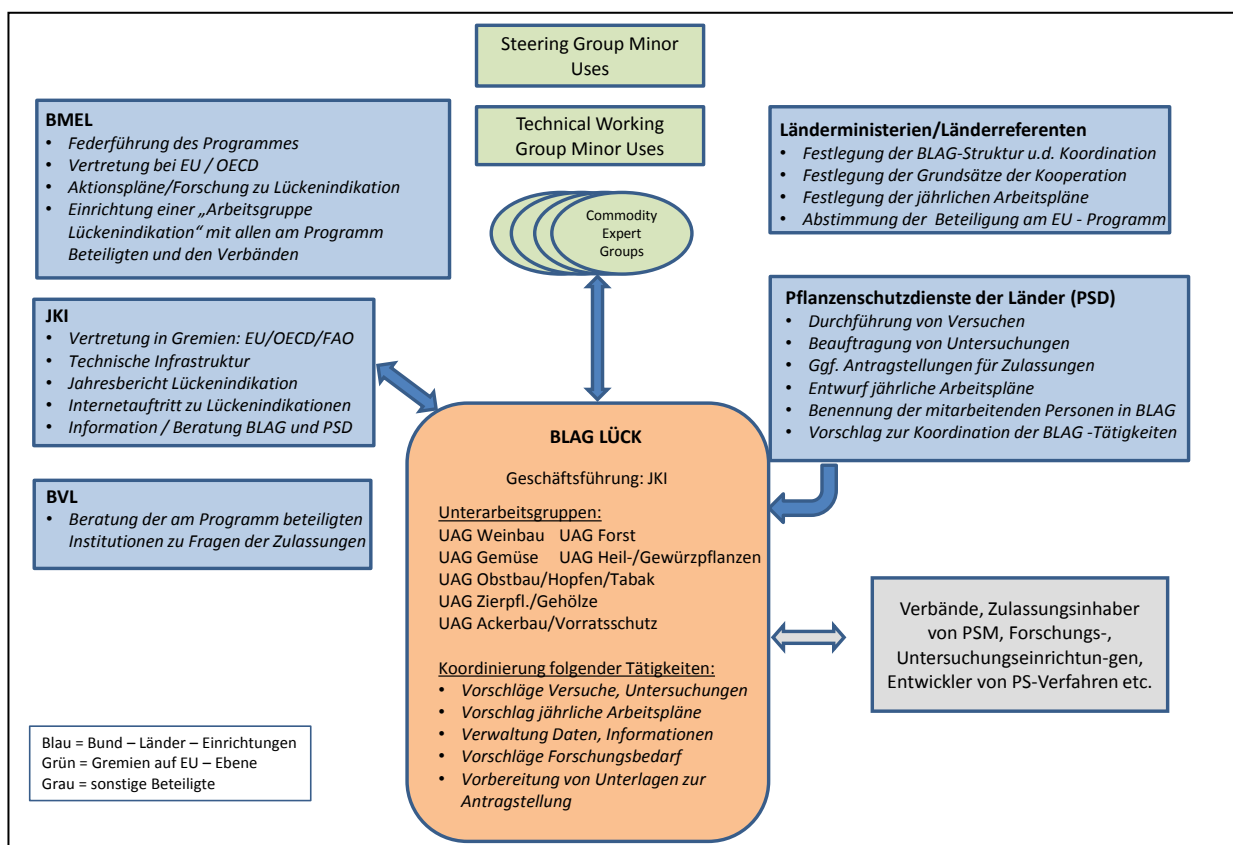 Steering Group Minor
Uses
Technical Working
Group Minor Uses
Commodity
Expert
Groups
BMEL
• Federführung des Programmes
• Vertretung bei EU / OECD
• Aktionspläne/Forschung zu Lückenindikation
• Einrichtung einer „Arbeitsgruppe
Lückenindikation“ mit allen am Programm
Beteiligten und den Verbänden
JKI
• Vertretung in Gremien: EU/OECD/FAO
• Technische Infrastruktur
• Jahresbericht Lückenindikation
• Internetauftritt zu Lückenindikationen
• Information / Beratung BLAG und PSD
BVL
• Beratung der am Programm beteiligten
Institutionen zu Fragen der Zulassungen
Länderministerien/Länderreferenten
• Festlegung der BLAG-Struktur u.d. Koordination
• Festlegung der Grundsätze der Kooperation
• Festlegung der jährlichen Arbeitspläne
• Abstimmung der Beteiligung am EU - Programm
Pflanzenschutzdienste der Länder (PSD)
• Durchführung von Versuchen
• Beauftragung von Untersuchungen
• Ggf. Antragstellungen für Zulassungen
• Entwurf jährliche Arbeitspläne
• Benennung der mitarbeitenden Personen in BLAG
• Vorschlag zur Koordination der BLAG -Tätigkeiten
BLAG LÜCK
Geschäftsführung: JKI
Unterarbeitsgruppen:
UAG Weinbau UAG Forst
UAG Gemüse UAG Heil-/Gewürzpflanzen
UAG Obstbau/Hopfen/Tabak
UAG Zierpfl./Gehölze
UAG Ackerbau/Vorratsschutz
Koordinierung folgender Tätigkeiten:
• Vorschläge Versuche, Untersuchungen
• Vorschlag jährliche Arbeitspläne
• Verwaltung Daten, Informationen
• Vorschläge Forschungsbedarf
• Vorbereitung von Unterlagen zur
Antragstellung
Verbände, Zulassungsinhaber
von PSM, Forschungs-,
Untersuchungseinrichtun-gen,
Entwickler von PS-Verfahren etc.
Blau = Bund – Länder – Einrichtungen
Grün = Gremien auf EU – Ebene
Grau = sonstige Beteiligte